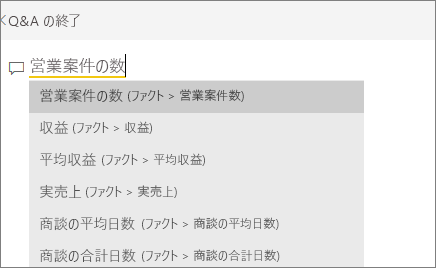 Q&A の終了
営業案件の数
営業案件の数 (ファクト > 営業案件数)
収益 (ファクト > 収益)
平均収益 (ファクト > 平均収益)
実売上 (ファクト > 実売上)
商談の平均日数 (ファクト > 商談の平均日数)
商談の合計日数 (ファクト > 商談の合計日数)